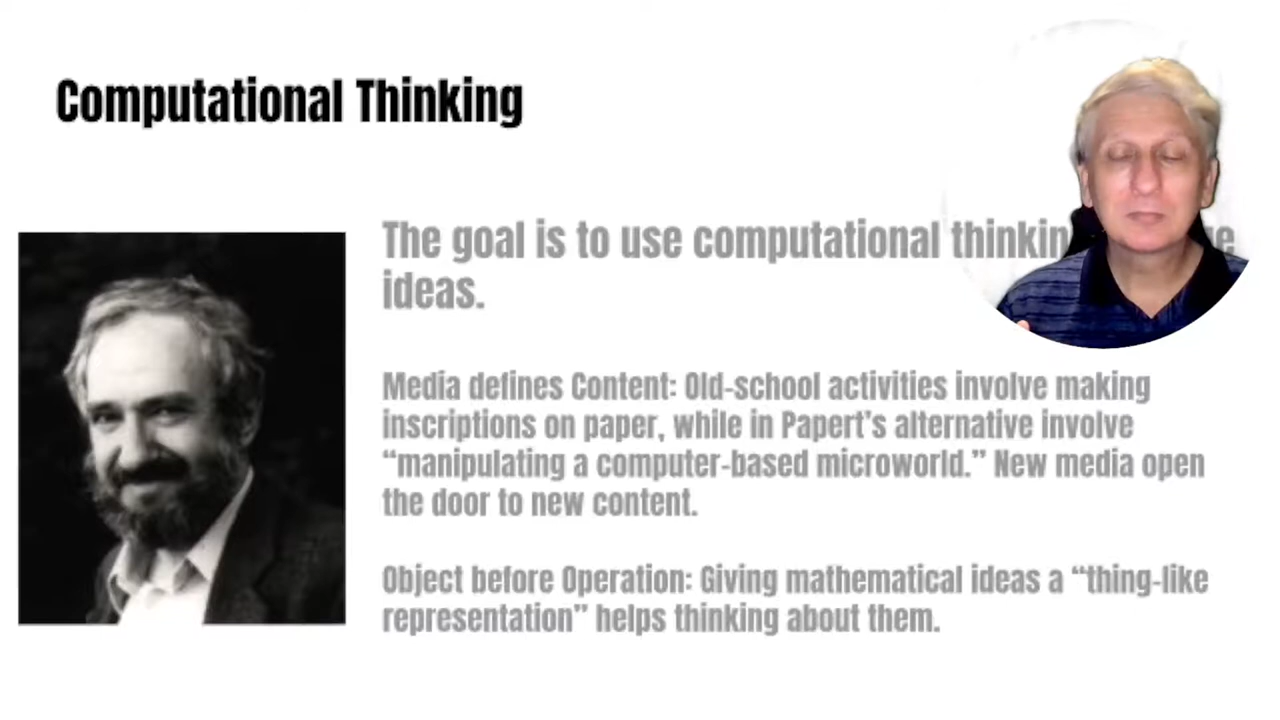 Computational Thinking
The goal is to use computational
ideas.
Media defines Content: Old-school activities involve making
inscriptions on paper, while in Papert’s alternative involve
“manipulating a computer-based microworld.” New media open
the door to new content.
Object before Operation: Giving mathematical ideas a “thing-like
representation” helps thinking about them.